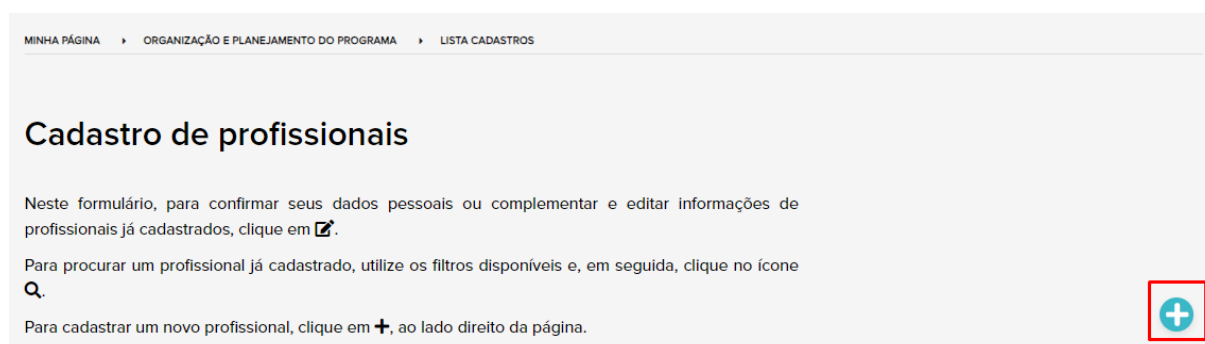 MINHA PÁGINA ▸ ORGANIZAÇÃO E PLANEJAMENTO DO PROGRAMA ▸ LISTA CADASTROS
Cadastro de profissionais
Neste formulário, para confirmar seus dados pessoais ou complementar e editar informações de
profissionais já cadastrados, clique em .
Para procurar um profissional já cadastrado, utilize os filtros disponíveis e, em seguida, clique no ícone
.
Para cadastrar um novo profissional, clique em +, ao lado direito da página.